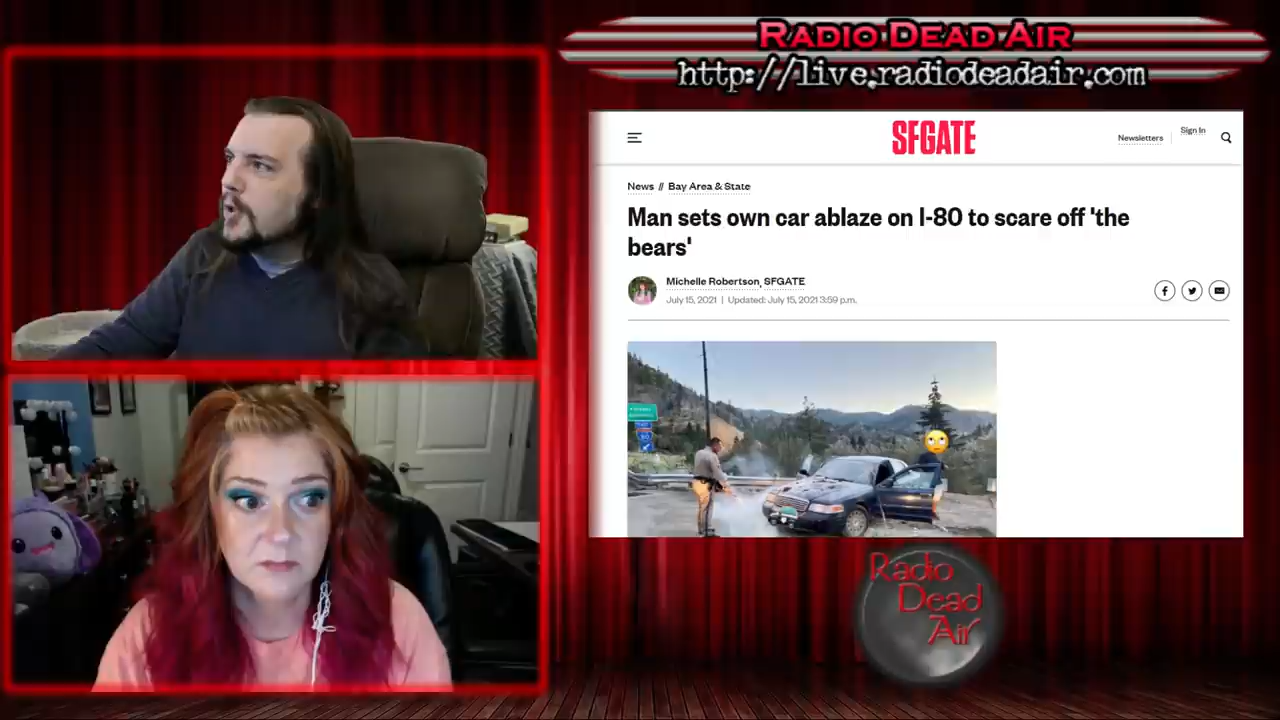 RADIO DEAD AIR
http://live.radiodeadair.com
SFGATE
Newsletters
Sign In
News // Bay Area & State
Man sets own car ablaze on I-80 to scare off 'the
bears'
Michelle Robertson, SFGATE
July 15, 2021 | Updated: July 15, 2021 3:59 p.m.
80
Radio
Dead
Air